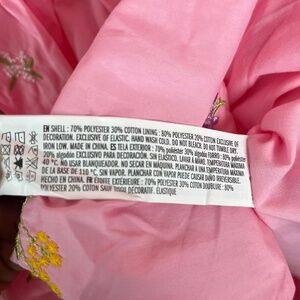 EN SHELL : 70% POLYESTER 30% COTTON LINING : 80% POLYESTER 20% COTTON EXCLUSIVE OF
DECORATION. EXCLUSIVE OF ELASTIC. HAND WASH COLD. DO NOT BLEACH. DO NOT TUMBLE DRY.
IRON LOW. MADE IN CHINA. ES TELA EXTERIOR : 70% poliéster 30% algodón FORRO : 80% poliéster
20% algodón EXCLUSIVO PARA DECORACIÓN. SIN ELASTICO, LAVAR A MANO. TEMPERATURA MÁXIMA
40 °C. NO USAR BLANQUEADOR. NO SECAR EN MÁQUINA. PLANCHAR A UNA TEMPERATURA MÁXIMA
DE LA BASE DE 110 °C, SIN VAPOR. PLANCHAR CON VAPOR PUEDE CAUSAR DAÑO IRREVERSIBLE.
HECHO EN CHINA. FR ÉTOFFE EXTÉRIEURE : 70% POLYESTER 30% COTON DOUBLURE : 80%
POLYESTER 20% COTON SAUF TISSU DÉCORATIF. ÉLASTIQUE